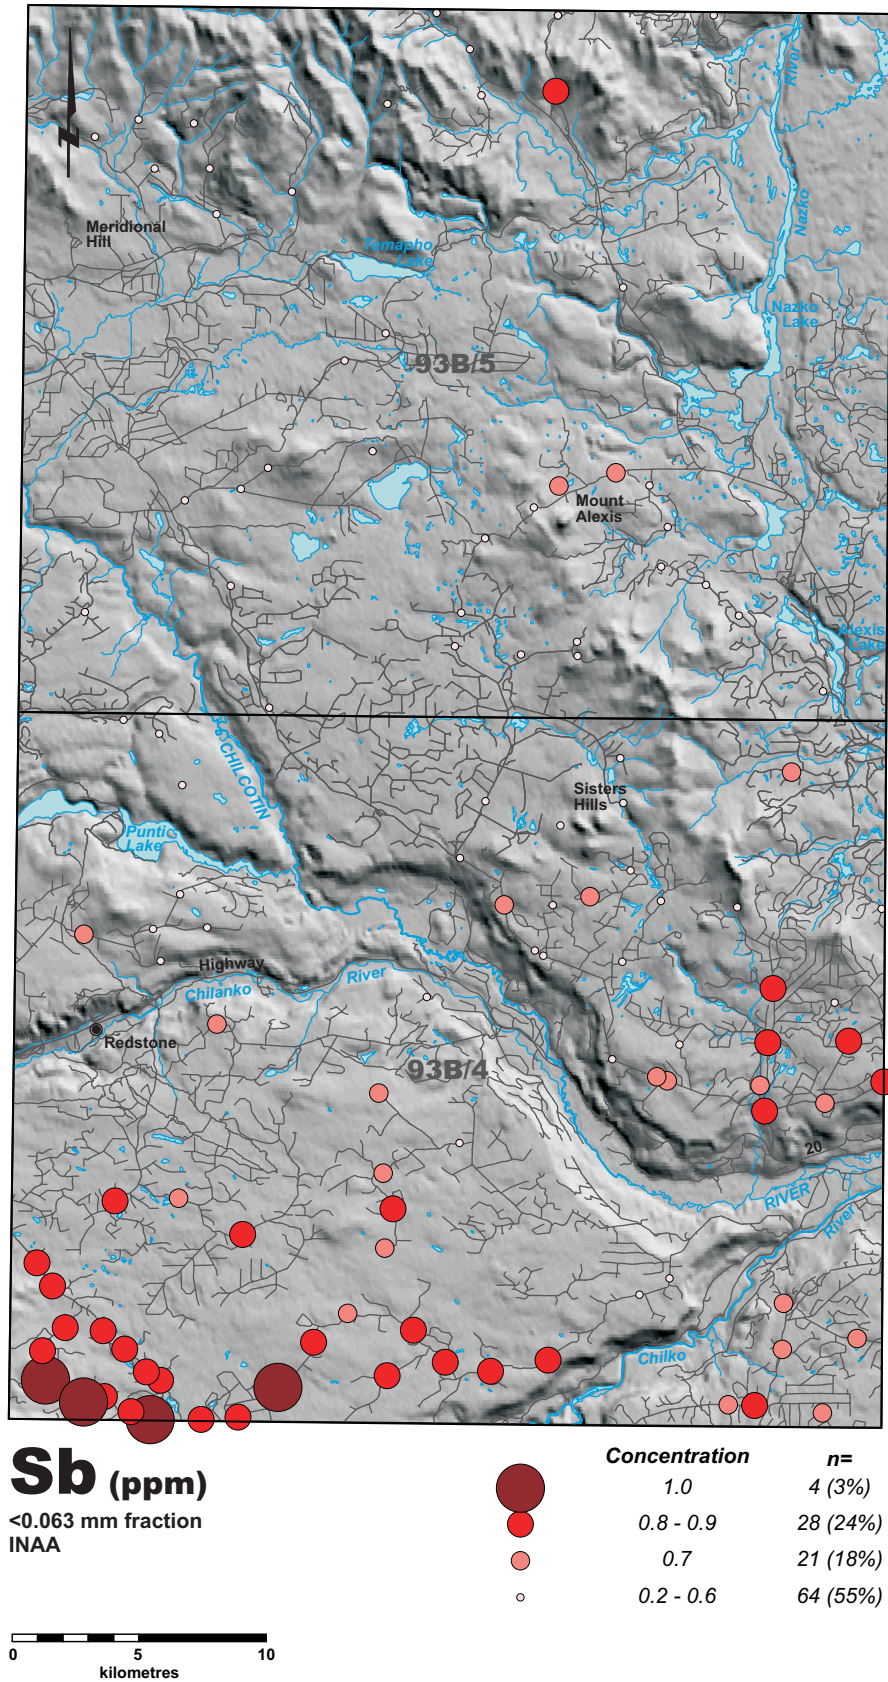 River
Nazko
Meridional
Hill
Temapho
Lake
Nazko
Lake
93B/5
Mount
Alexis
Alexis
Lake
CHILCOTIN
Sisters
Hills
Punti
Lake
Highway
Chilanko
River
Redstone
93B/4
20
RIVER
River
Chilko
Sb (ppm)
<0.063 mm fraction
INAA
Concentration n=
1.0 4 (3%)
0.8 - 0.9 28 (24%)
0.7 21 (18%)
0.2 - 0.6 64 (55%)
0 5 10
kilometres